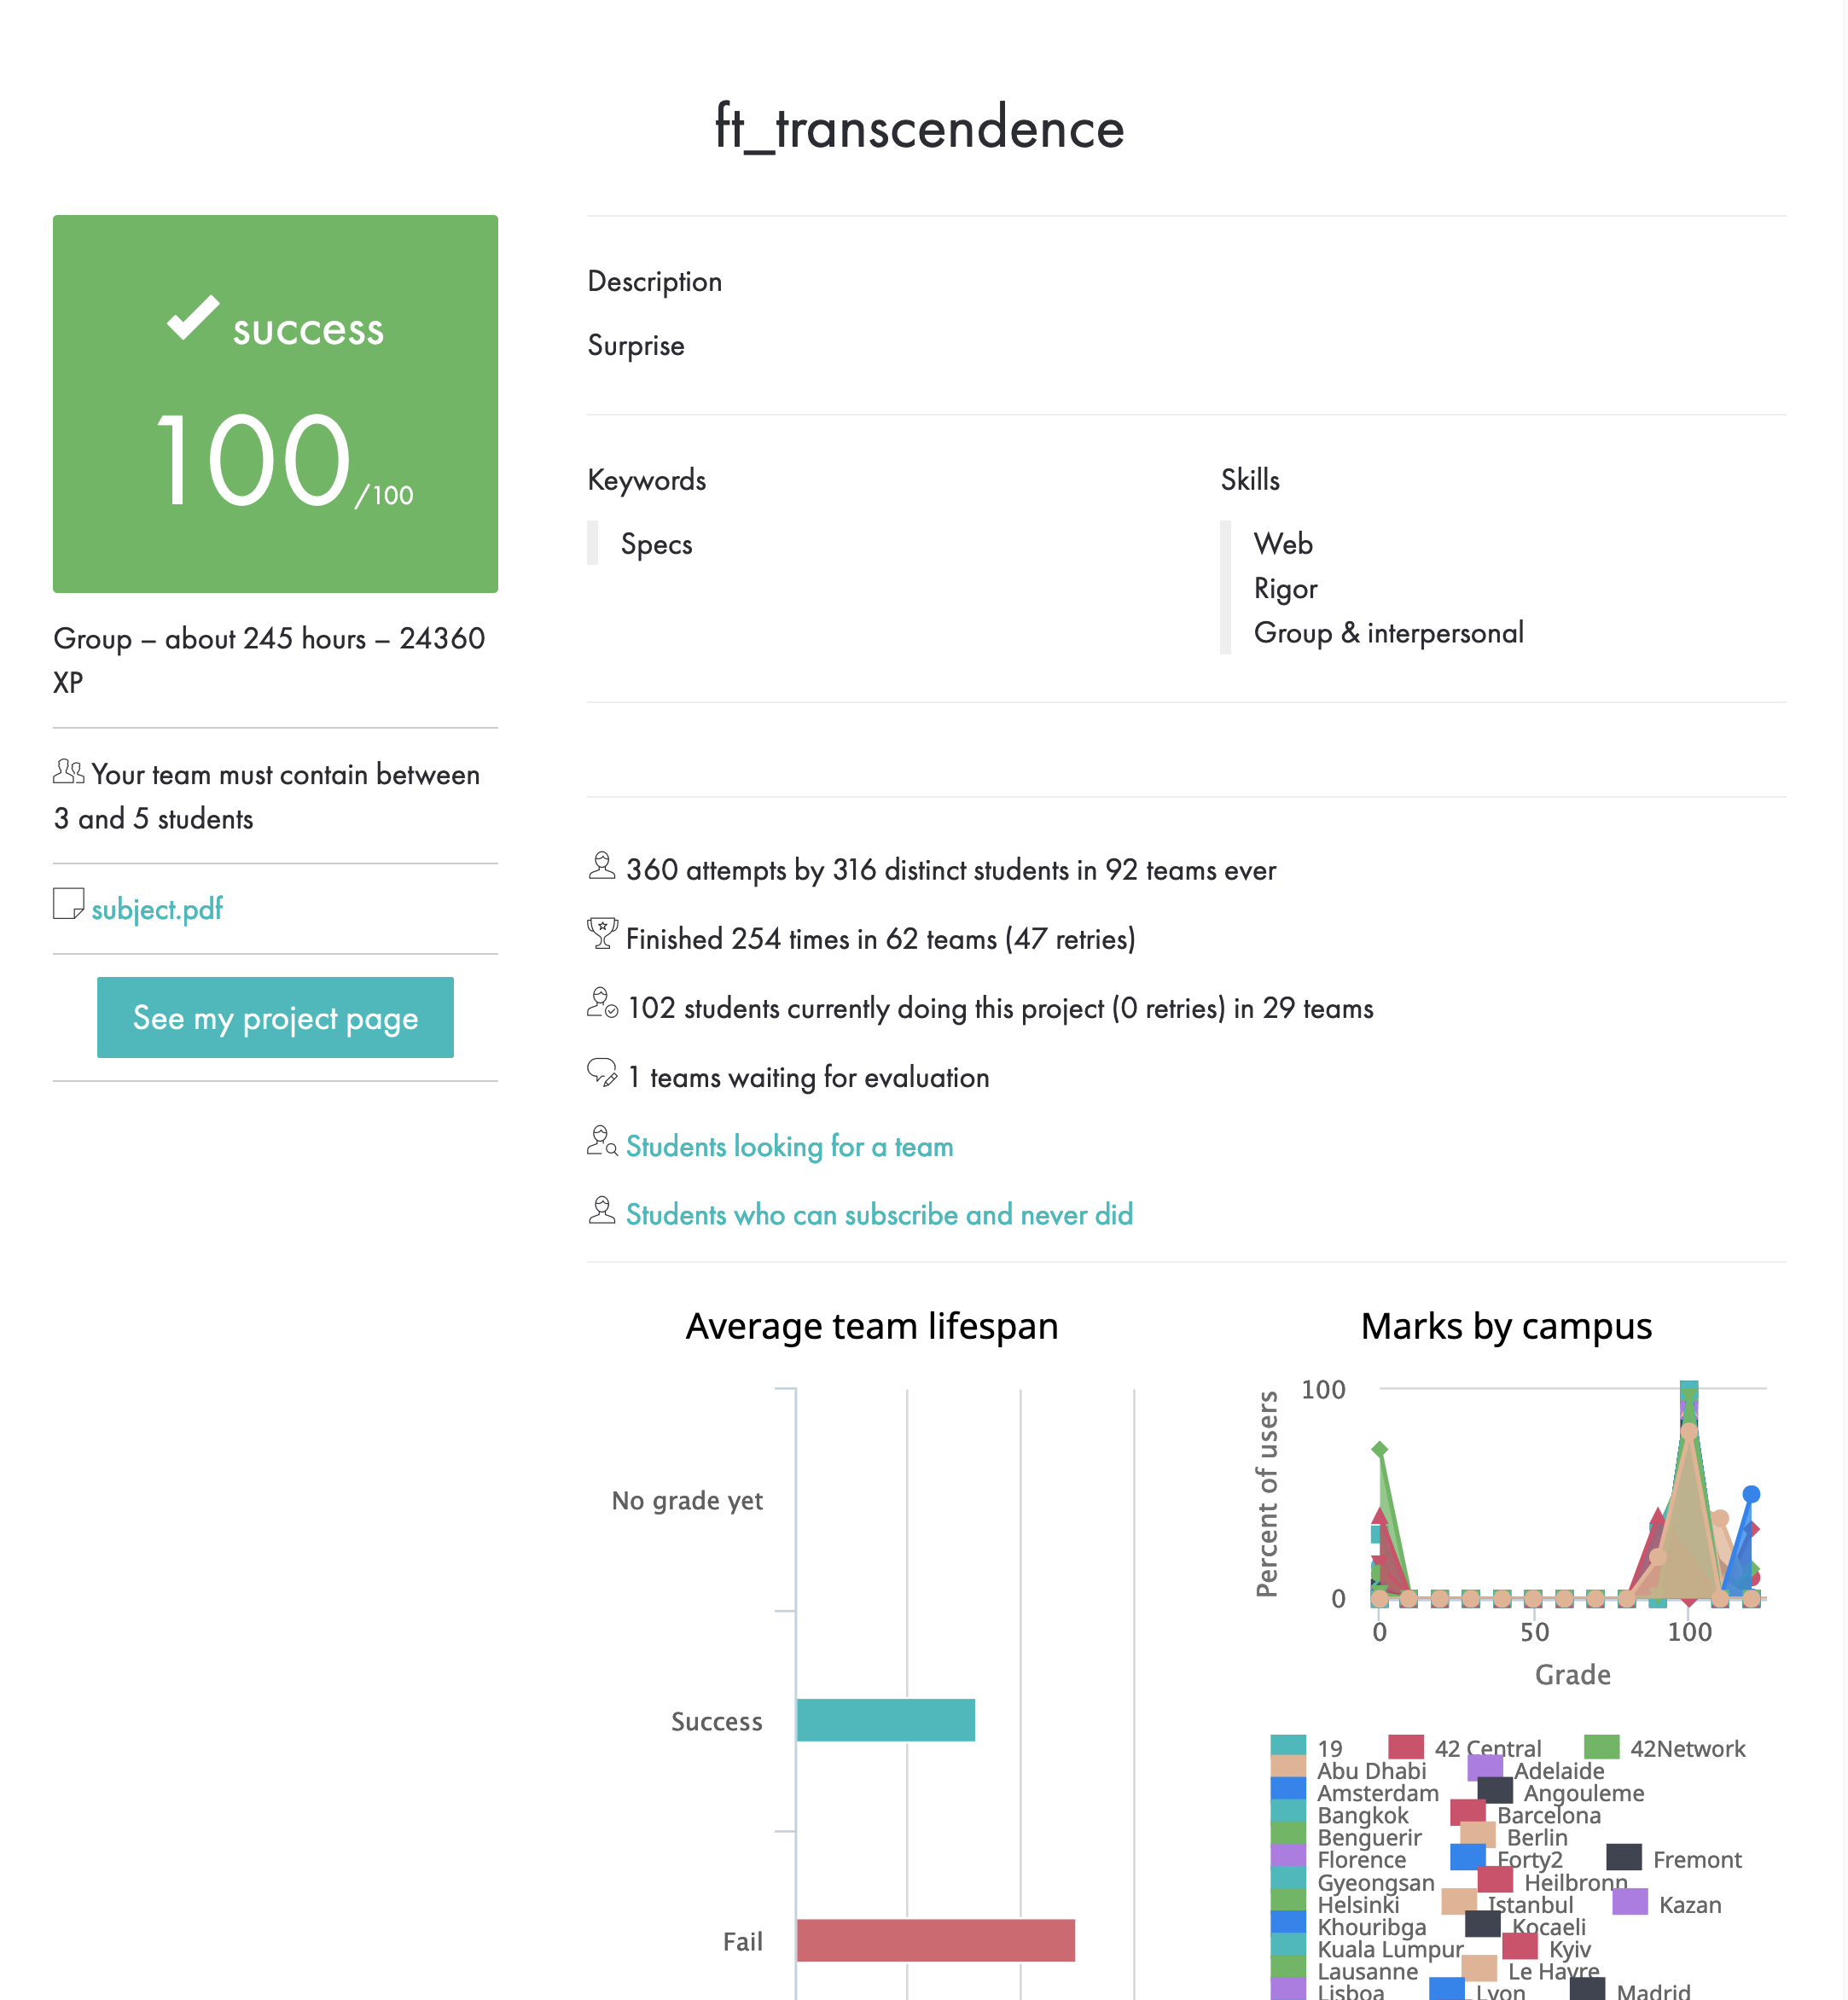 ft_transcendence
success
100/100
Group – about 245 hours – 24360
XP
Your team must contain between
3 and 5 students
subject.pdf
See my project page
Description
Surprise
Keywords
Specs
Skills
Web
Rigor
Group & interpersonal
360 attempts by 316 distinct students in 92 teams ever
Finished 254 times in 62 teams (47 retries)
102 students currently doing this project (0 retries) in 29 teams
1 teams waiting for evaluation
Students looking for a team
Students who can subscribe and never did
Average team lifespan
No grade yet
Success
Fail
Marks by campus
Percent of users
100
0
0 50 100
Grade
19 42 Central 42Network
Abu Dhabi Adelaide
Amsterdam Angouleme
Bangkok Barcelona
Benguerir Berlin
Florence Forty2 Fremont
Gyeongsan Heilbronn
Helsinki Istanbul Kazan
Khouribga Kocaeli
Kuala Lumpur Kyiv
Lausanne Le Havre
Lisboa Lyon Madrid